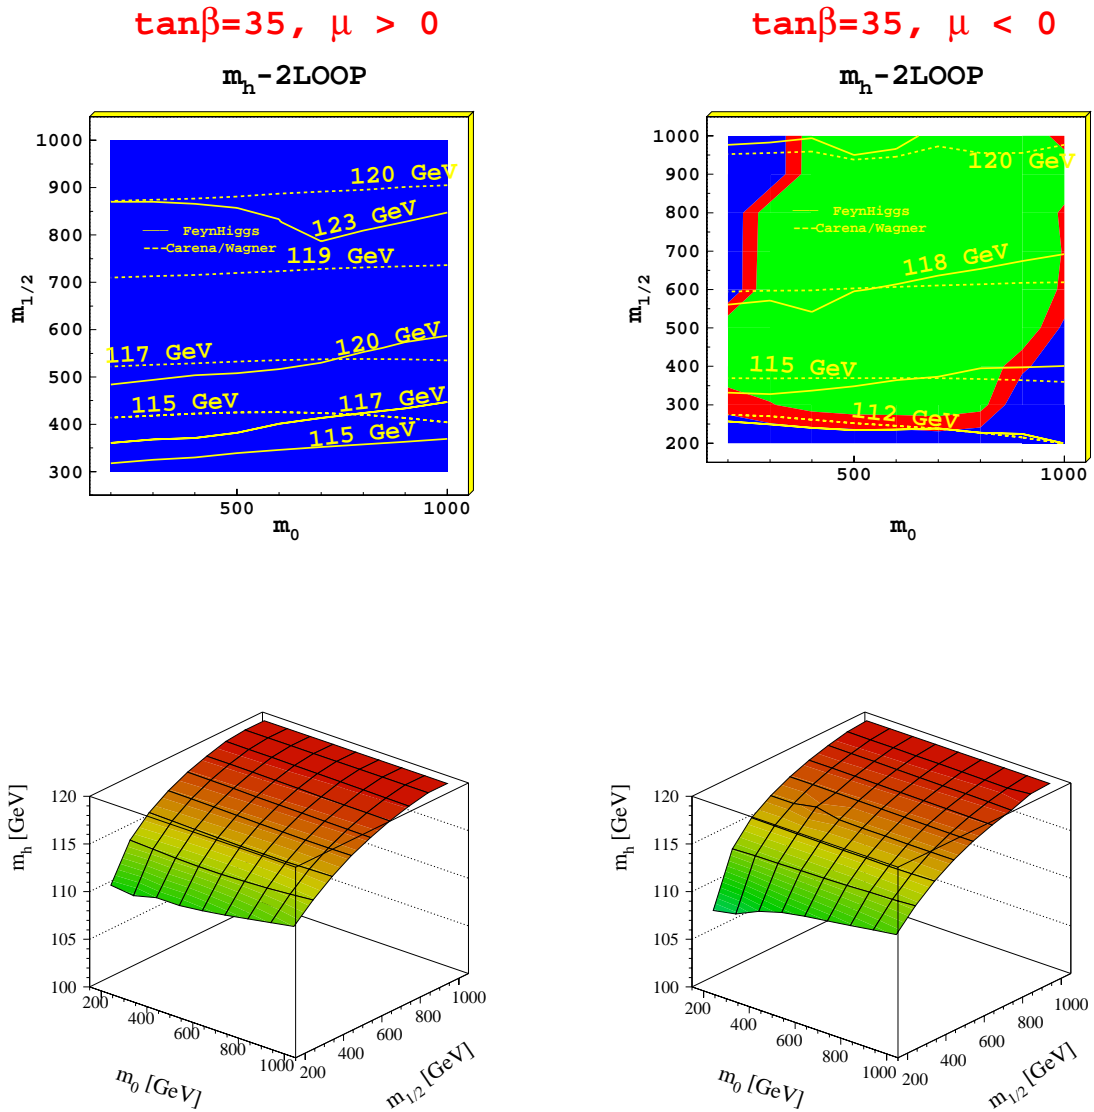 tanβ=35, μ > 0
m_h-2LOOP
1000
900
800
700
600
500
400
300
m_1/2
120 GeV
123 GeV
FeynHiggs
Carena/Wagner
119 GeV
120 GeV
117 GeV
115 GeV
117 GeV
115 GeV
500
1000
m_0
tanβ=35, μ < 0
m_h-2LOOP
1000
900
800
700
600
500
400
300
200
m_1/2
120 GeV
FeynHiggs
Carena/Wagner
118 GeV
115 GeV
112 GeV
500
1000
m_0
m_h [GeV]
120
115
110
105
100
200
400
600
800
1000
m_0 [GeV]
200
400
600
800
1000
m_1/2 [GeV]
m_h [GeV]
120
115
110
105
100
200
400
600
800
1000
m_0 [GeV]
200
400
600
800
1000
m_1/2 [GeV]